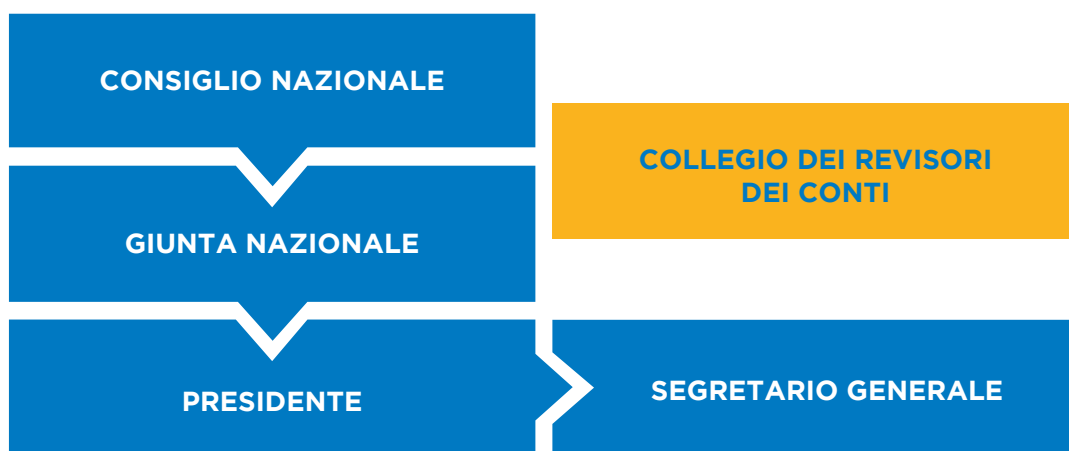 CONSIGLIO NAZIONALE
COLLEGIO DEI REVISORI
DEI CONTI
GIUNTA NAZIONALE
PRESIDENTE
SEGRETARIO GENERALE